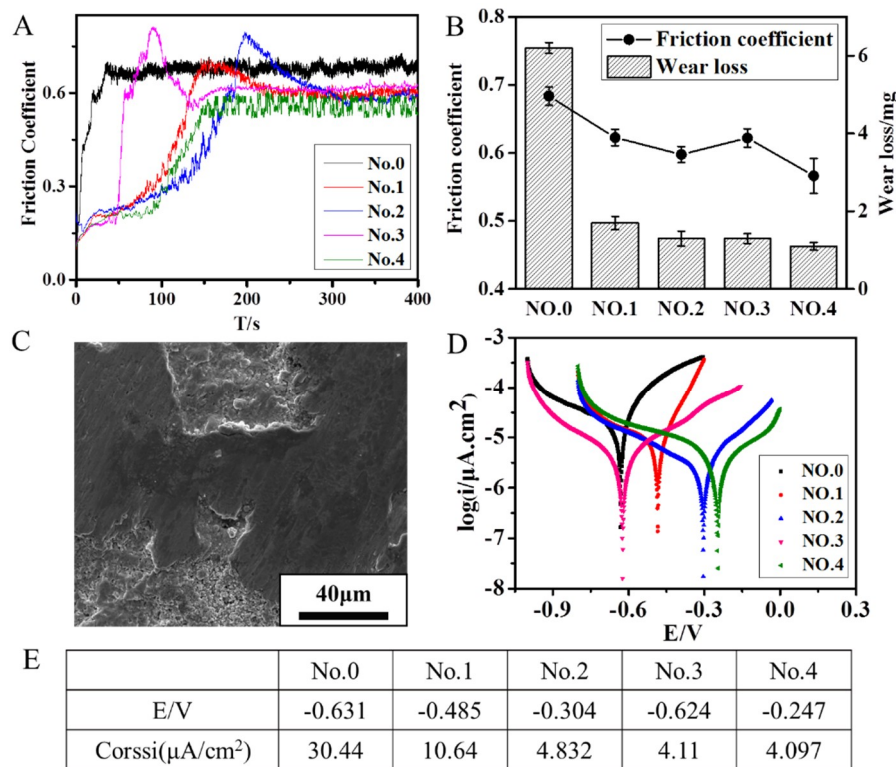 A
Friction Coefficient
0.9
0.6
0.3
0.0
No.0
No.1
No.2
No.3
No.4
0
100
200
300
400
T/s
B
Friction coefficient
0.8
0.7
0.6
0.5
0.4
Friction coefficient
Wear loss
Wear loss/mg
6
4
2
0
NO.0
NO.1
NO.2
NO.3
NO.4
C
40μm
D
log(i/μA.cm²)
-3
-4
-5
-6
-7
-8
NO.0
NO.1
NO.2
NO.3
NO.4
-0.9
-0.6
-0.3
0.0
0.3
E/V
E
No.0 No.1 No.2 No.3 No.4
E/V -0.631 -0.485 -0.304 -0.624 -0.247
Corssi(μA/cm²) 30.44 10.64 4.832 4.11 4.097